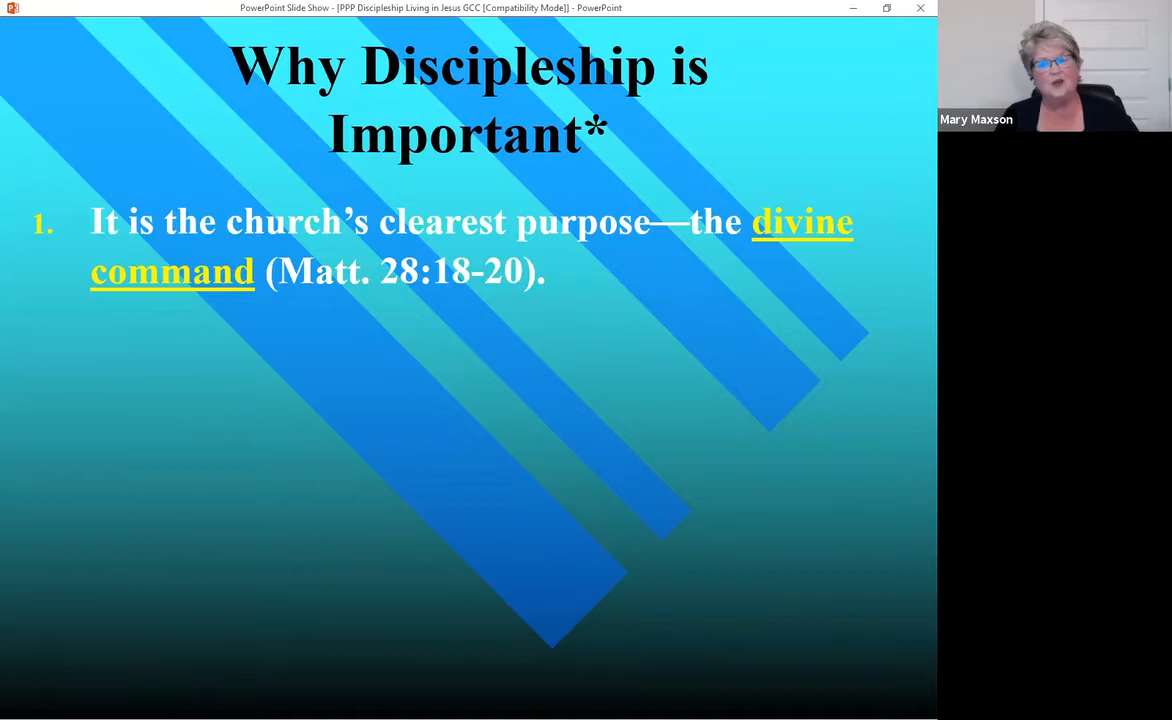 PowerPoint Slide Show - [PPP Discipleship Living in Jesus GCC [Compatibility Mode]] - PowerPoint
Why Discipleship is
Important*
1. It is the church’s clearest purpose—the divine
command (Matt. 28:18-20).
Mary Maxson